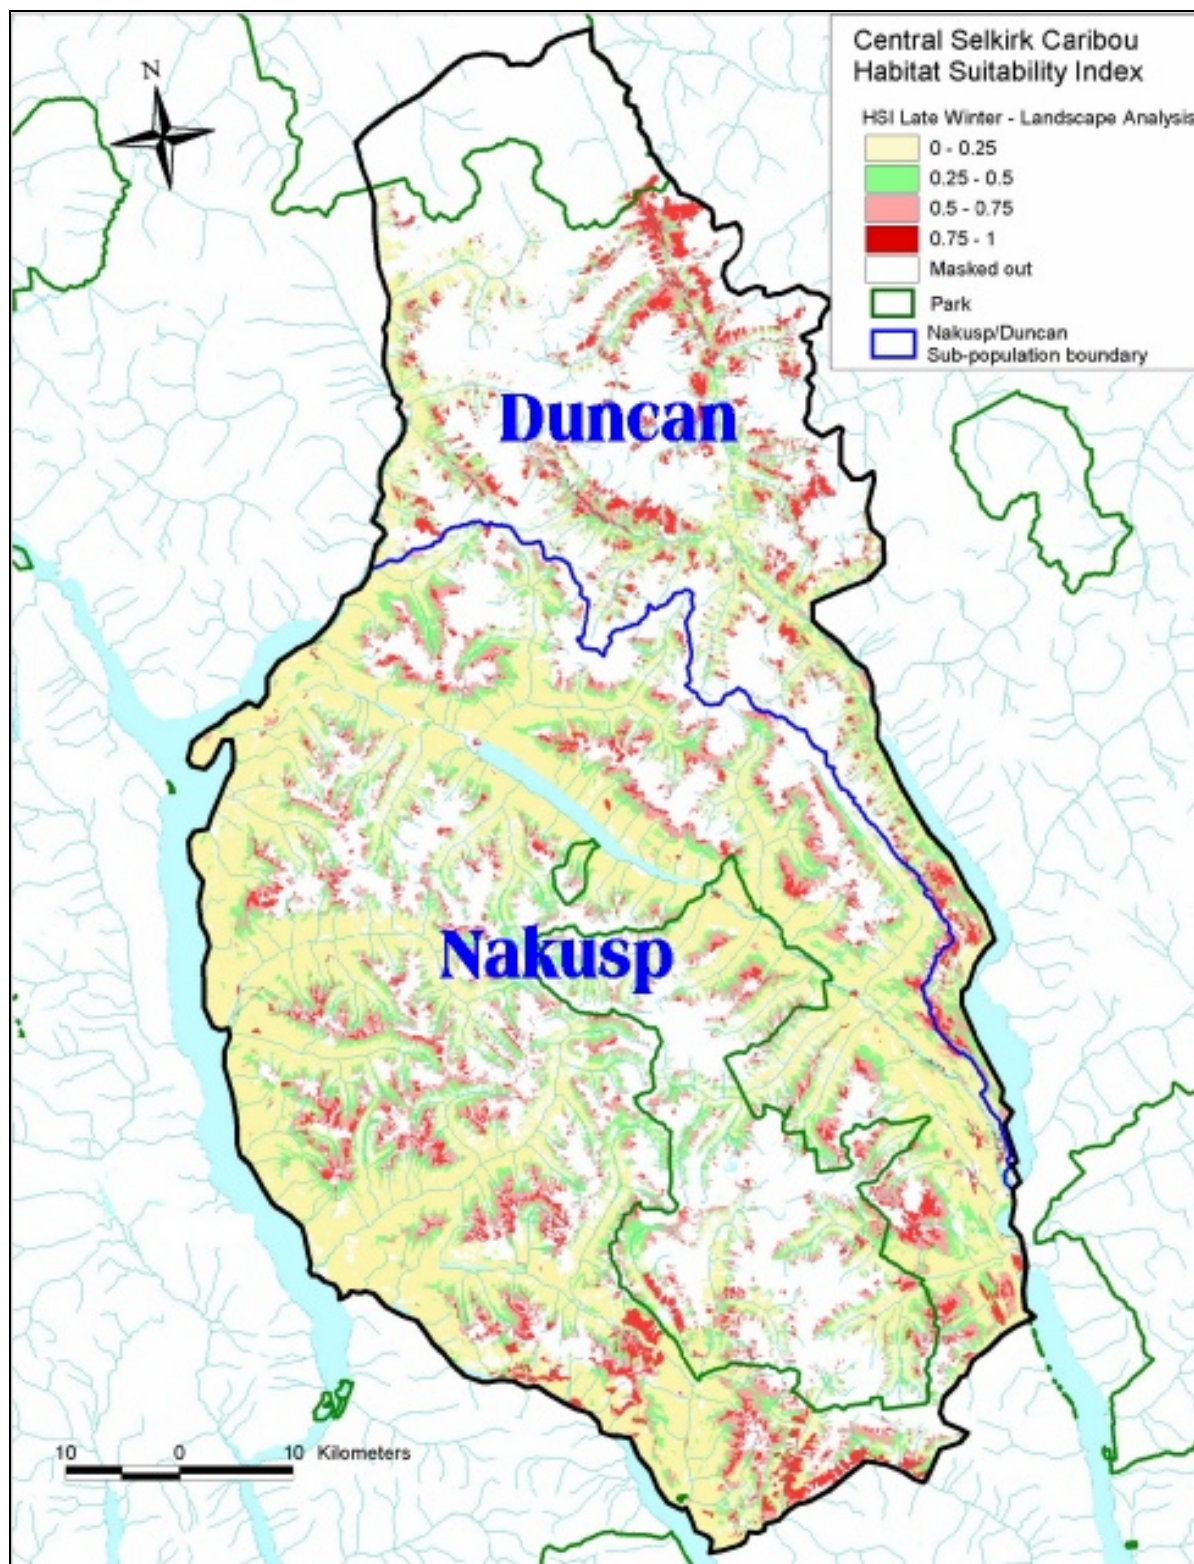 Central Selkirk Caribou
Habitat Suitability Index
N
HSI Late Winter - Landscape Analysis
0 - 0.25
0.25 - 0.5
0.5 - 0.75
0.75 - 1
Masked out
Park
Nakusp/Duncan
Sub-population boundary
Duncan
Nakusp
10 0 10 Kilometers